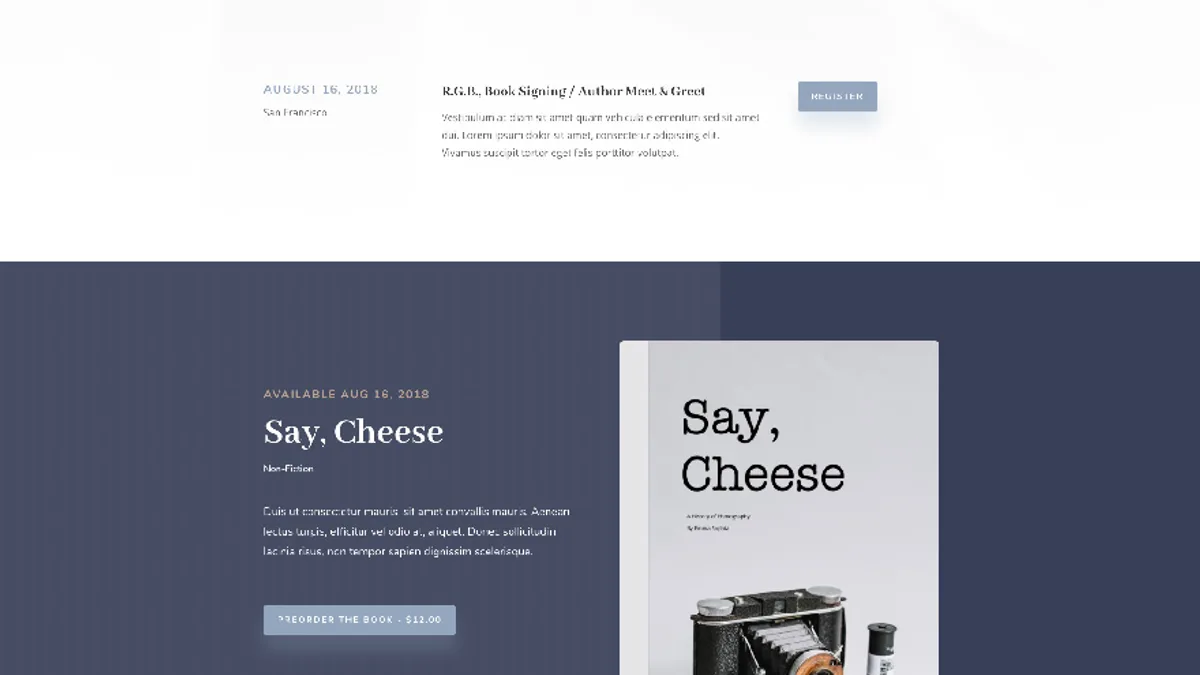 AUGUST 16, 2018
San Francisco
R.G.B., Book Signing / Author Meet & Greet
Vestibulum at diam sit amet quam vehicula elementum sed sit amet
dui. Lorem ipsum dolor sit amet, consectetur adipiscing elit.
Vivamus suscipit tortor eget felis porttitor volutpat.
REGISTER
AVAILABLE AUG 16, 2018
Say, Cheese
Non-Fiction
Duis ut consectetur mauris, sit amet convallis mauris. Aenean
lectus turpis, efficitur vel odio at, aliquet. Donec sollicitudin
lacinia risus, non tempor sapien dignissim scelerisque.
PREORDER THE BOOK - $12.00
Say,
Cheese
A History of Photography
By